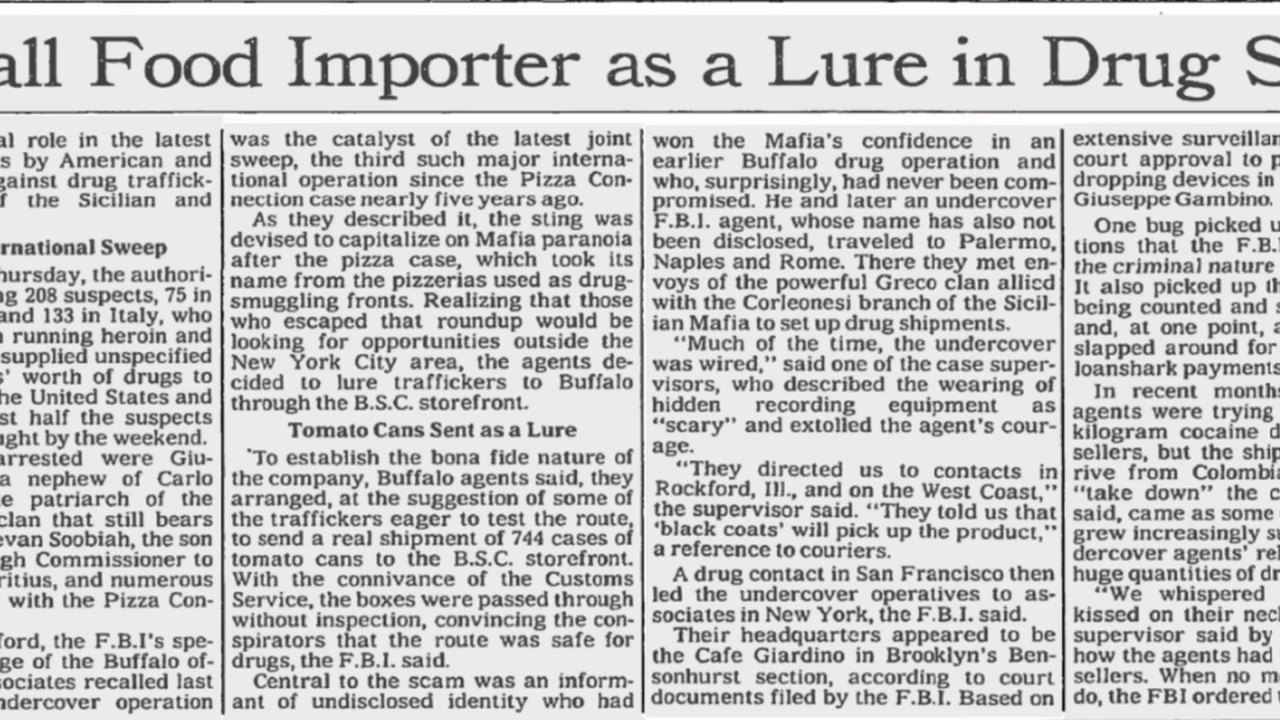 all Food Importer as a Lure in Drug S
al role in the latest
s by American and
gainst drug traffick-
f the Sicilian and
rnational Sweep
hursday, the authori-
ng 208 suspects, 75 in
and 133 in Italy, who
n running heroin and
supplied unspecified
s' worth of drugs to
he United States and
st half the suspects
ught by the weekend.
arrested were Giu-
a nephew of Carlo
e patriarch of the
clan that still bears
evan Soobiah, the son
gh Commissioner to
ritius, and numerous
with the Pizza Con-
ford, the F.B.I's spe-
ge of the Buffalo of-
sociates recalled last
ndercover operation
was the catalyst of the latest joint
sweep, the third such major interna-
tional operation since the Pizza Con-
nection case nearly five years ago.
As they described it, the sting was
devised to capitalize on Mafia paranoia
after the pizza case, which took its
name from the pizzerias used as drug-
smuggling fronts. Realizing that those
who escaped that roundup would be
looking for opportunities outside the
New York City area, the agents de-
cided to lure traffickers to Buffalo
through the B.S.C. storefront.
Tomato Cans Sent as a Lure
To establish the bona fide nature of
the company, Buffalo agents said, they
arranged, at the suggestion of some of
the traffickers eager to test the route,
to send a real shipment of 744 cases of
tomato cans to the B.S.C. storefront.
With the connivance of the Customs
Service, the boxes were passed through
without inspection, convincing the con-
spirators that the route was safe for
drugs, the F.B.I. said.
Central to the scam was an inform-
ant of undisclosed identity who had
won the Mafia's confidence in an
earlier Buffalo drug operation and
who, surprisingly, had never been com-
promised. He and later an undercover
F.B.I. agent, whose name has also not
been disclosed, traveled to Palermo,
Naples and Rome. There they met en-
voys of the powerful Greco clan allied
with the Corleonesi branch of the Sicil-
ian Mafia to set up drug shipments.
"Much of the time, the undercover
was wired," said one of the case super-
visors, who described the wearing of
hidden recording equipment as
"scary" and extolled the agent's cour-
age.
"They directed us to contacts in
Rockford, Ill., and on the West Coast,"
the supervisor said. "They told us that
'black coats' will pick up the product,"
a reference to couriers.
A drug contact in San Francisco then
led the undercover operatives to as-
sociates in New York, the F.B.I. said.
Their headquarters appeared to be
the Cafe Giardino in Brooklyn's Ben-
sonhurst section, according to court
documents filed by the F.B.I. Based on
extensive surveillan
court approval to p
dropping devices in
Giuseppe Gambino.
One bug picked u
tions that the F.B.I
the criminal nature
It also picked up th
being counted and s
and, at one point, a
slapped around for
loanshark payments
In recent months
agents were trying
kilogram cocaine d
sellers, but the ship
rive from Colombia
"take down" the c
said, came as some
grew increasingly su
dercover agents' re
huge quantities of dr
"We whispered
kissed on their nec
supervisor said by
how the agents had
sellers. When no m
do, the FBI ordered